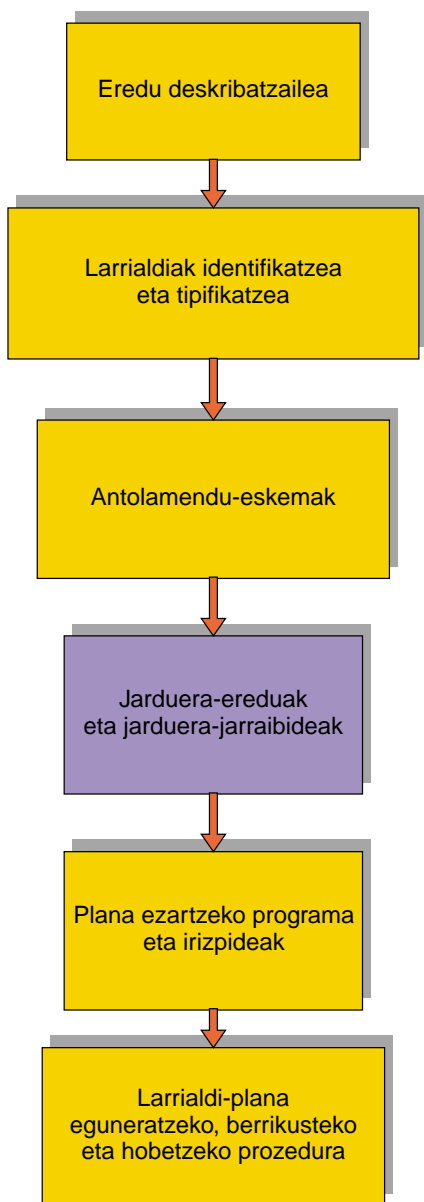 Eredu deskribatzailea
Larrialdiak identifikatzea
eta tipifikatzea
Antolamendu-eskemak
Jarduera-ereduak
eta jarduera-jarraibideak
Plana ezartzeko programa
eta irizpideak
Larrialdi-plana
eguneratzeko, berrikusteko
eta hobetzeko prozedura